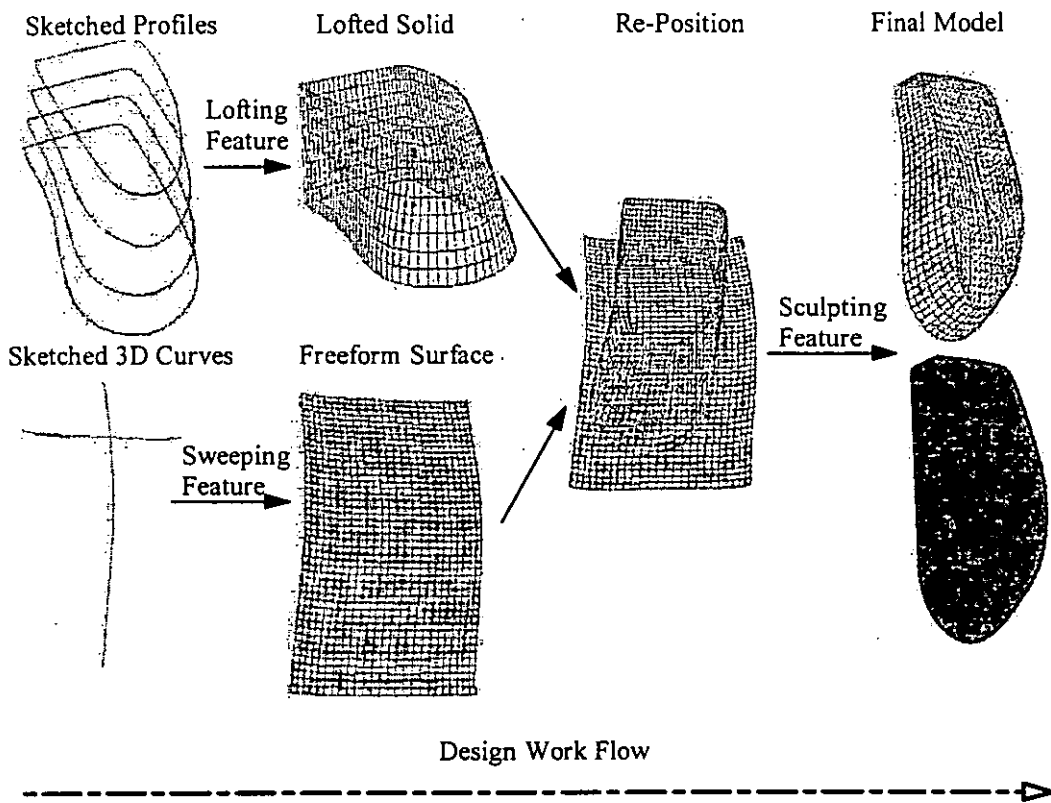 Sketched Profiles
Lofted Solid
Re-Position
Final Model
Lofting
Feature
Sculpting
Feature
Sketched 3D Curves
Freeform Surface
Sweeping
Feature
Design Work Flow